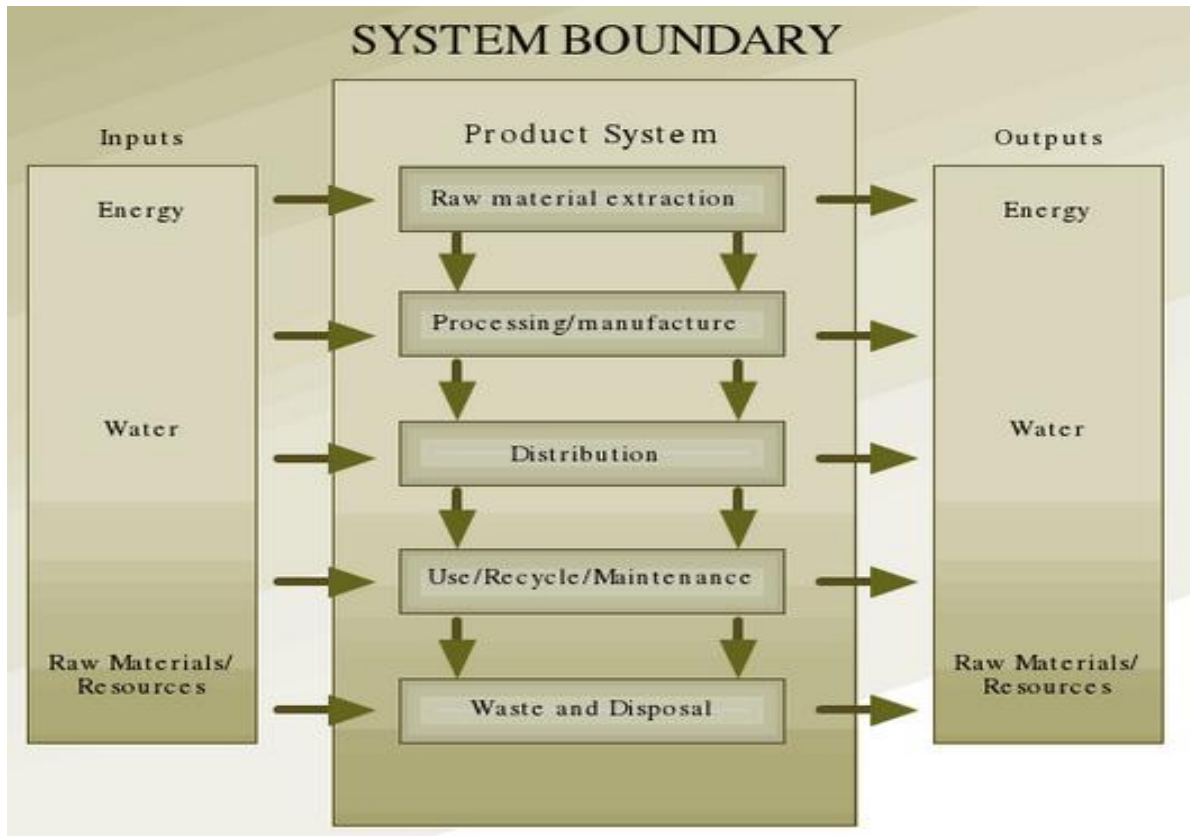 SYSTEM BOUNDARY
Inputs
Energy
Water
Raw Materials/
Resources
Product System
Raw material extraction
Processing/manufacture
Distribution
Use/Recycle/Maintenance
Waste and Disposal
Outputs
Energy
Water
Raw Materials/
Resources